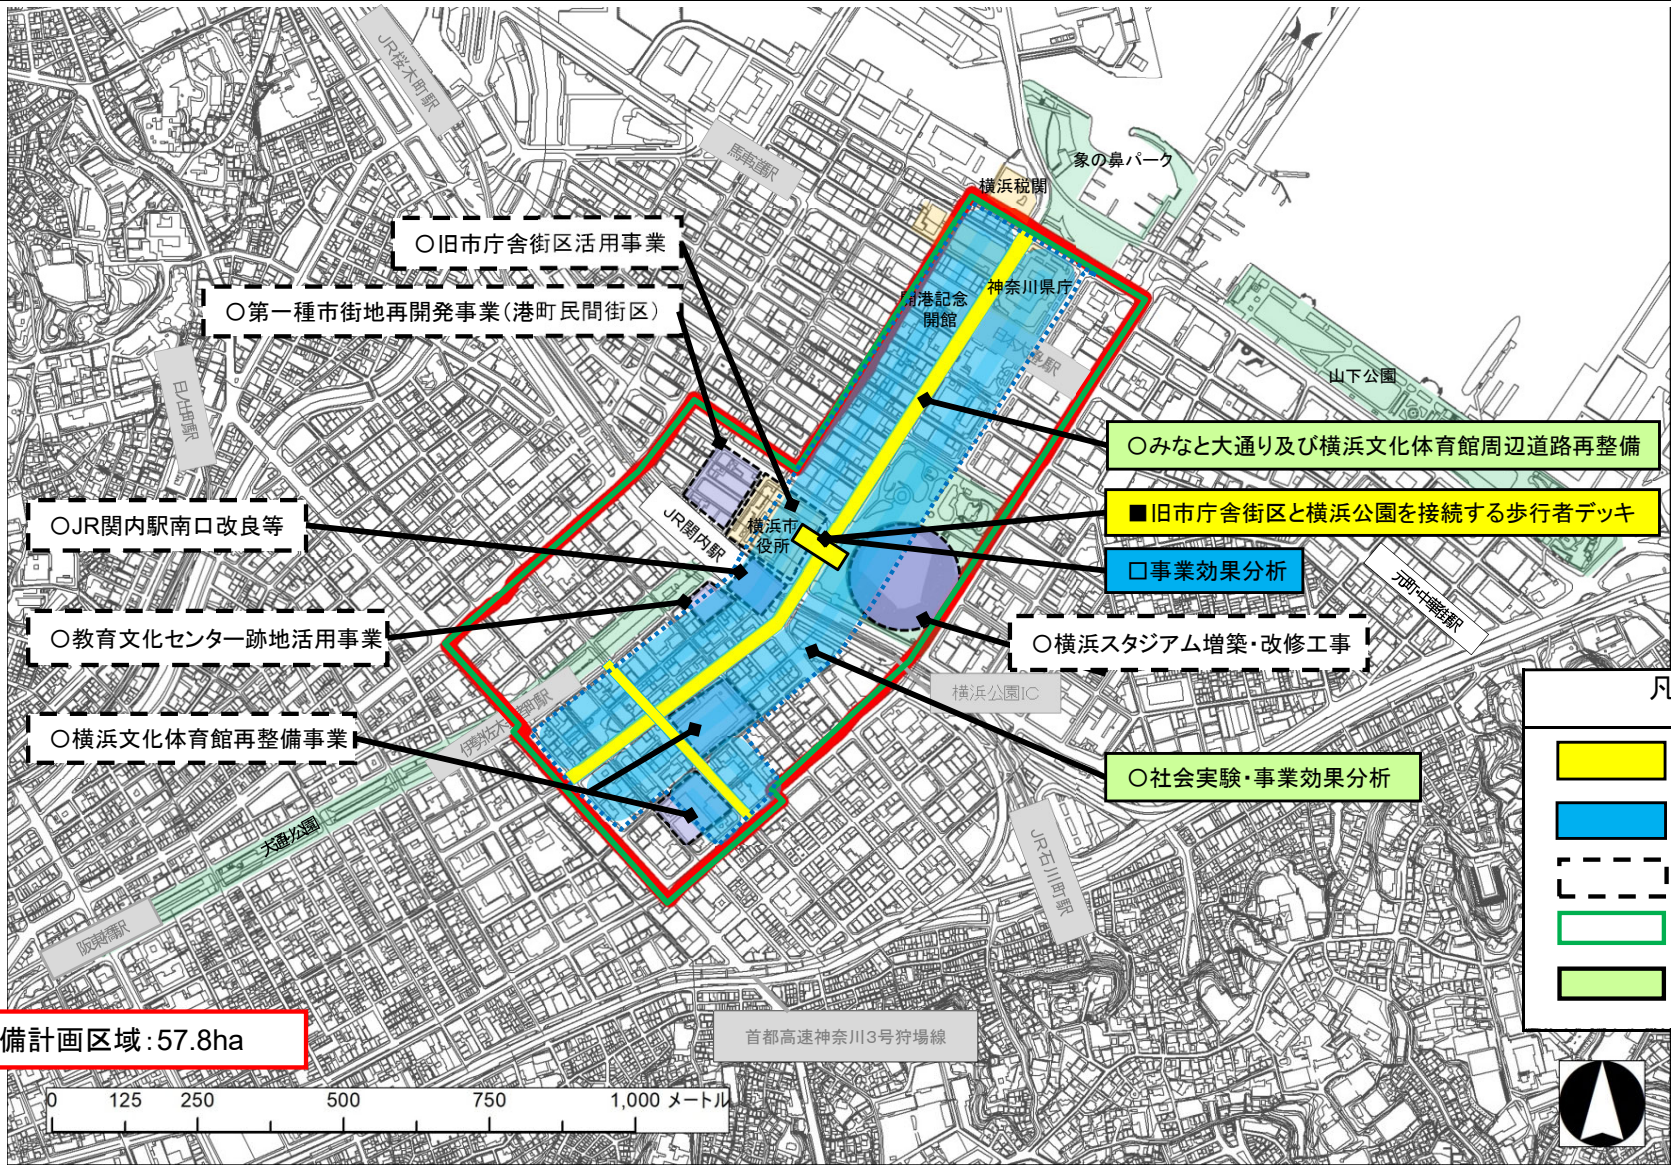 JR桜木町駅
馬車道駅
象の鼻パーク
横浜税関
○旧市庁舎街区活用事業
神奈川県庁
開港記念
開館
○第一種市街地再開発事業(港町民間街区)
日本大通り駅
山下公園
日ノ出町駅
○みなと大通り及び横浜文化体育館周辺道路再整備
■旧市庁舎街区と横浜公園を接続する歩行者デッキ
○JR関内駅南口改良等
JR関内駅
横浜市
役所
□事業効果分析
元町・中華街駅
○教育文化センター跡地活用事業
○横浜スタジアム増築・改修工事
横浜公園IC
凡
伊勢佐木長者町駅
○横浜文化体育館再整備事業
○社会実験・事業効果分析
大通り公園
JR石川町駅
阪東橋駅
備計画区域:57.8ha
首都高速神奈川3号狩場線
0 125 250 500 750 1,000 メートル